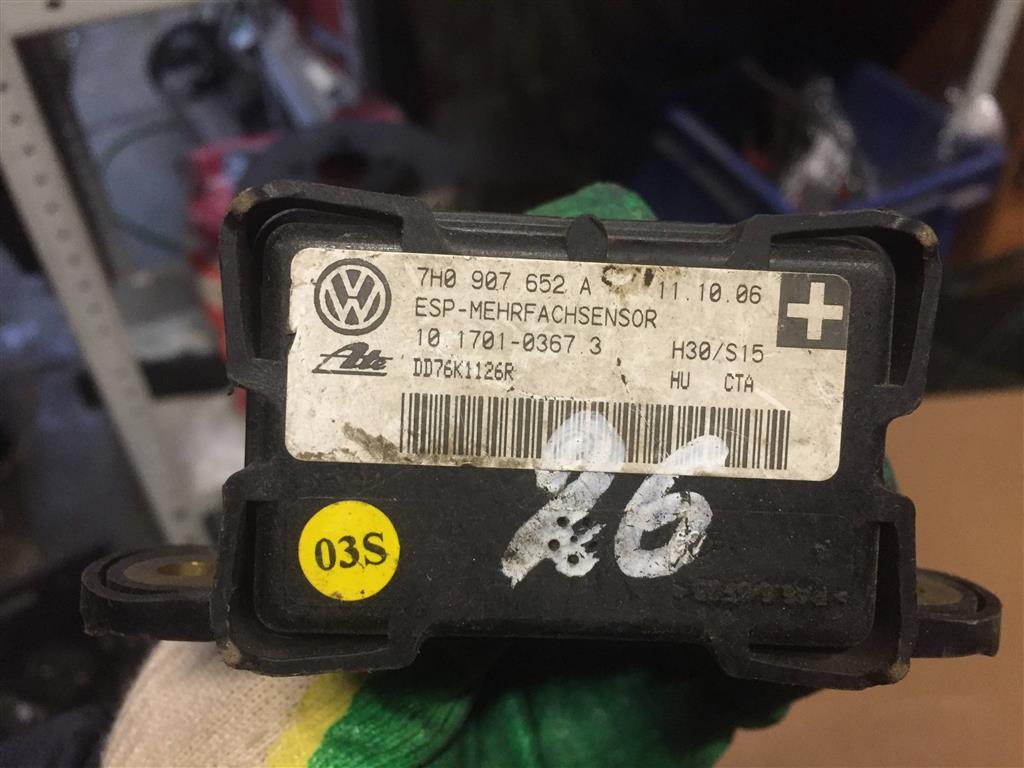 7H0 907 652 A 11.10.06
ESP-MEHRFACHSENSOR
10.1701-0367.3 H30/S15
Ate DD76K1126R HU CTA
26
03S